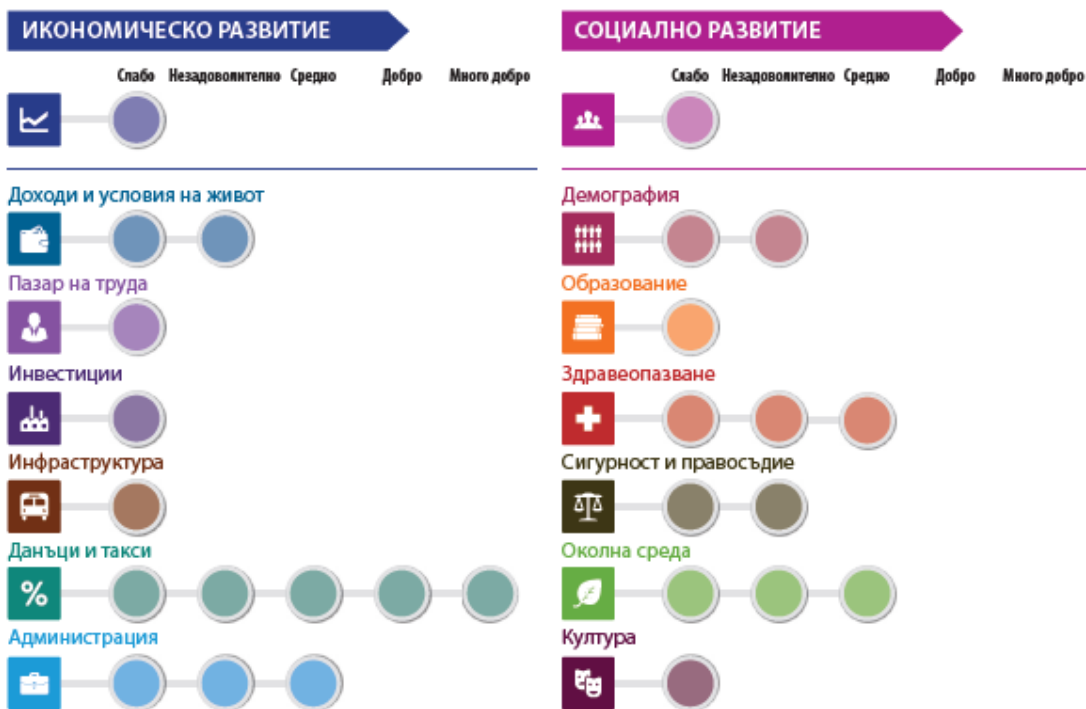 ИКОНОМИЧЕСКО РАЗВИТИЕ
Слабо Незадоволително Средно Добро Много добро
Доходи и условия на живот
Пазар на труда
Инвестиции
Инфраструктура
Данъци и такси
%
Администрация
СОЦИАЛНО РАЗВИТИЕ
Слабо Незадоволително Средно Добро Много добро
Демография
Образование
Здравеопазване
Сигурност и правосъдие
Околна среда
Култура